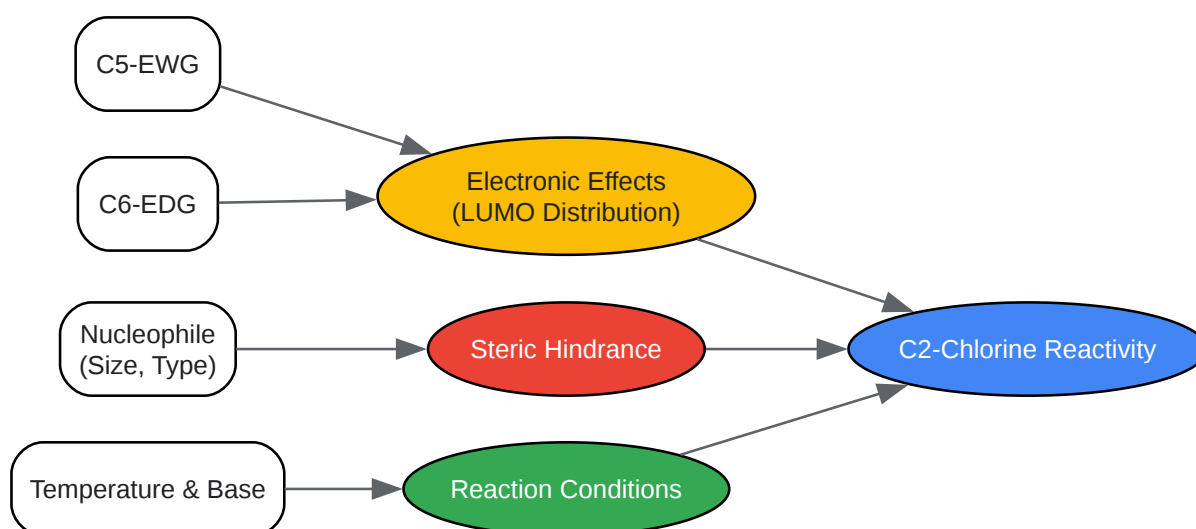 C5-EWG
C6-EDG
Electronic Effects
(LUMO Distribution)
Nucleophile
(Size, Type)
Steric Hindrance
C2-Chlorine Reactivity
Temperature & Base
Reaction Conditions